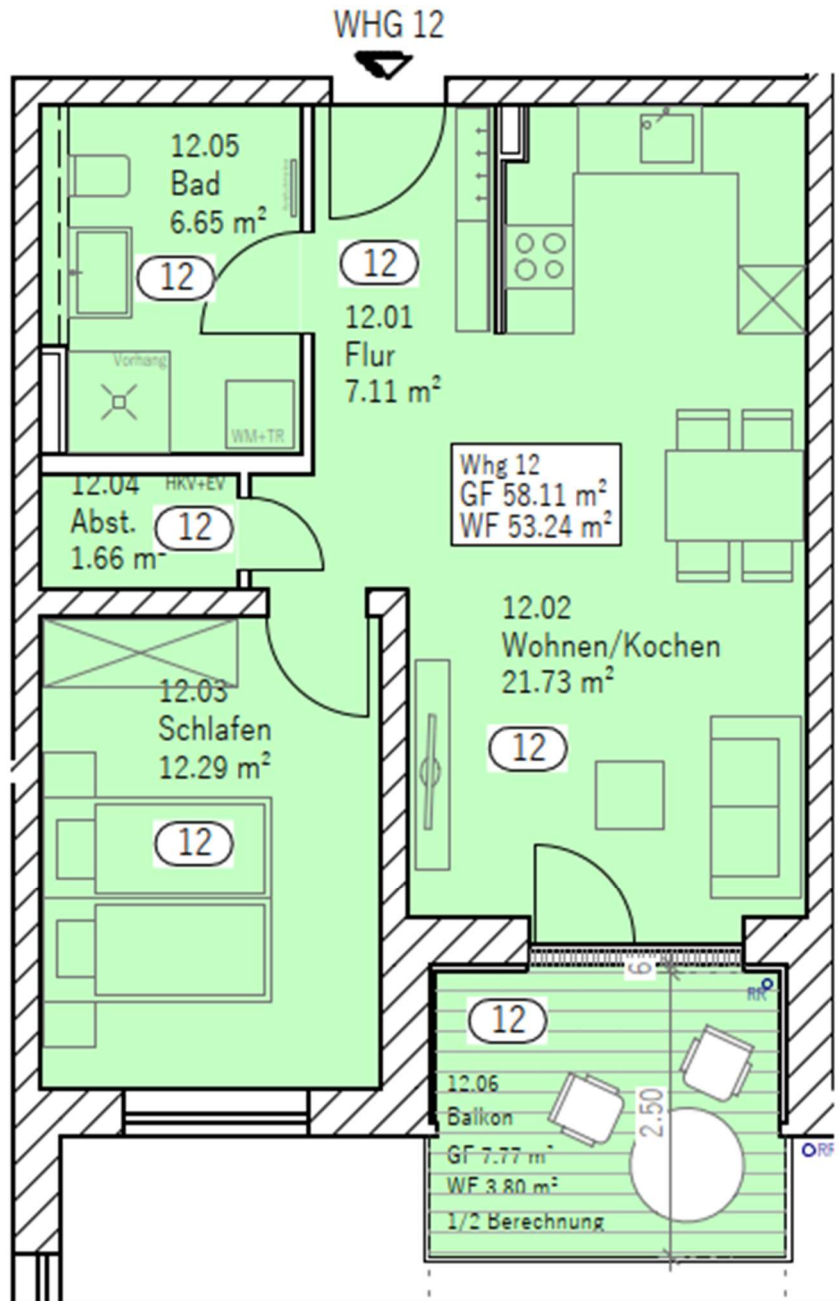 WHG 12
12.05
Bad
6.65 m²
12
12
12.01
Flur
7.11 m²
Vorhang
WM+TR
12.04
HKV+EV
Abst.
1.66 m²
12
Whg 12
GF 58.11 m²
WF 53.24 m²
12.02
Wohnen/Kochen
21.73 m²
12
12.03
Schlafen
12.29 m²
12
6
RR
12
12.06
Balkon
2.50
GF 7.77 m²
WF 3.80 m²
1/2 Berechnung
RR